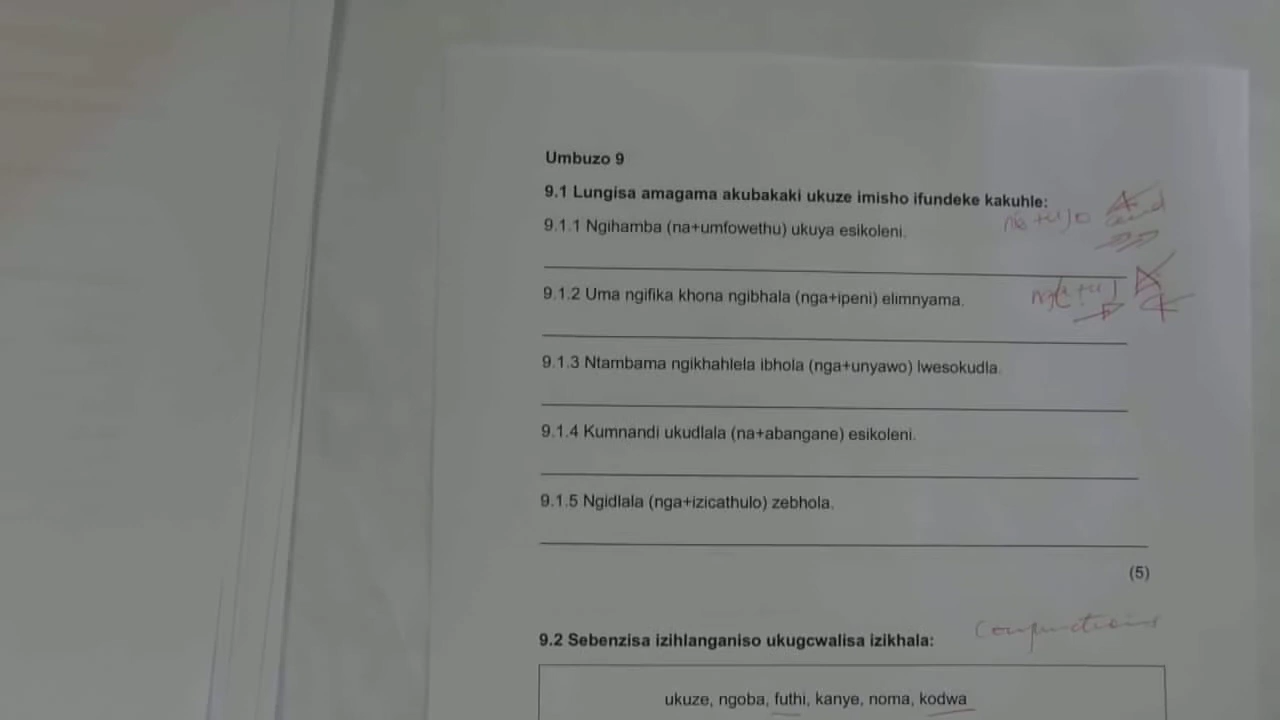 Umbuzo 9
9.1 Lungisa amagama akubakaki ukuze imisho ifundeke kakuhle:
9.1.1 Ngihamba (na+umfowethu) ukuya esikoleni.
9.1.2 Uma ngifika khona ngibhala (nga+ipeni) elimnyama.
9.1.3 Ntambama ngikhahlela ibhola (nga+unyawo) lwesokudla.
9.1.4 Kumnandi ukudlala (na+abangane) esikoleni.
9.1.5 Ngidlala (nga+izicathulo) zebhola.
(5)
Conjunctions
9.2 Sebenzisa izihlanganiso ukugcwalisa izikhala:
ukuze, ngoba, futhi, kanye, noma, kodwa